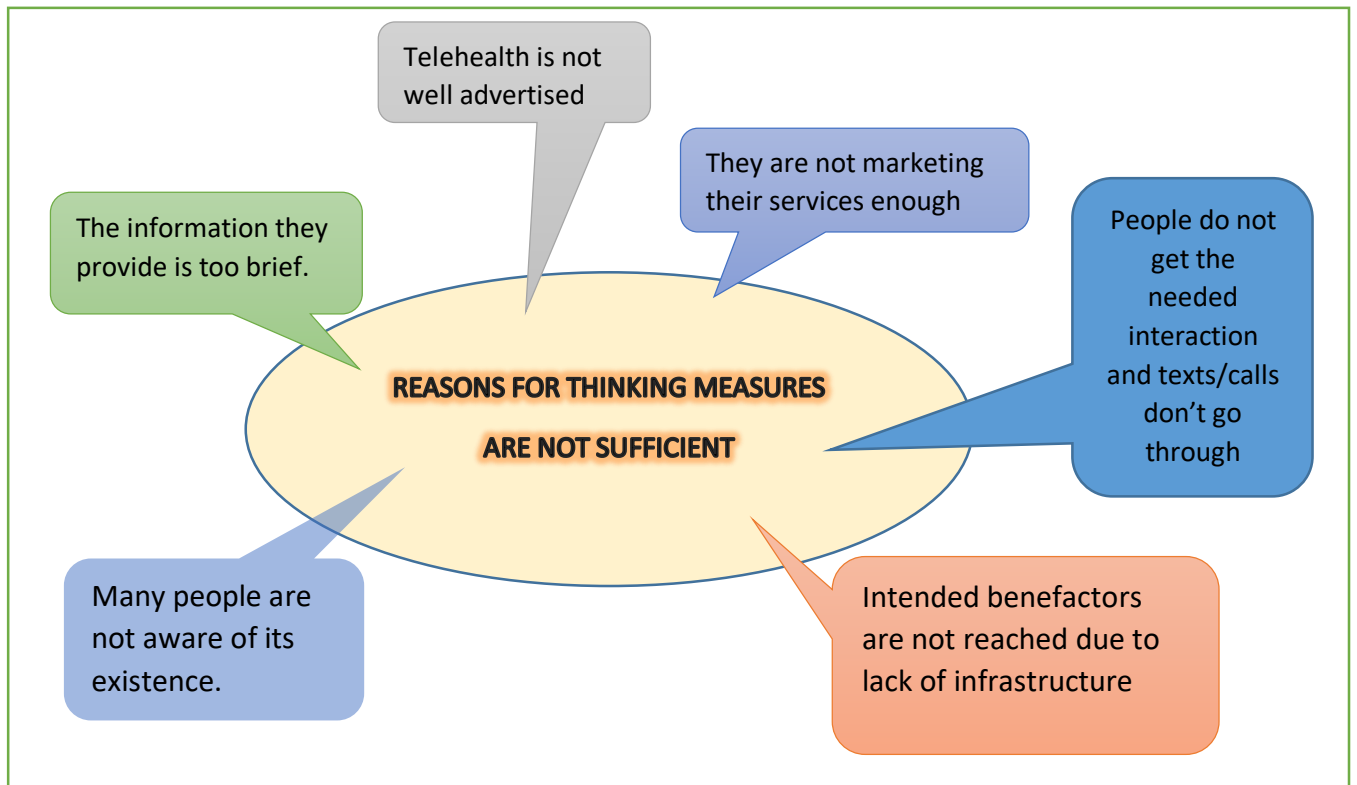 Telehealth is not
well advertised
They are not marketing
their services enough
The information they
provide is too brief.
People do not
get the
needed
interaction
and texts/calls
don’t go
through
REASONS FOR THINKING MEASURES
ARE NOT SUFFICIENT
Many people are
not aware of its
existence.
Intended benefactors
are not reached due to
lack of infrastructure